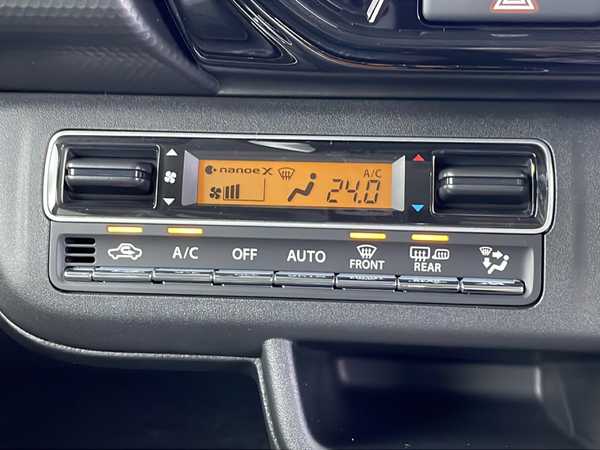 nanoe X
A/C
24.0
A/C
OFF
AUTO
FRONT
REAR